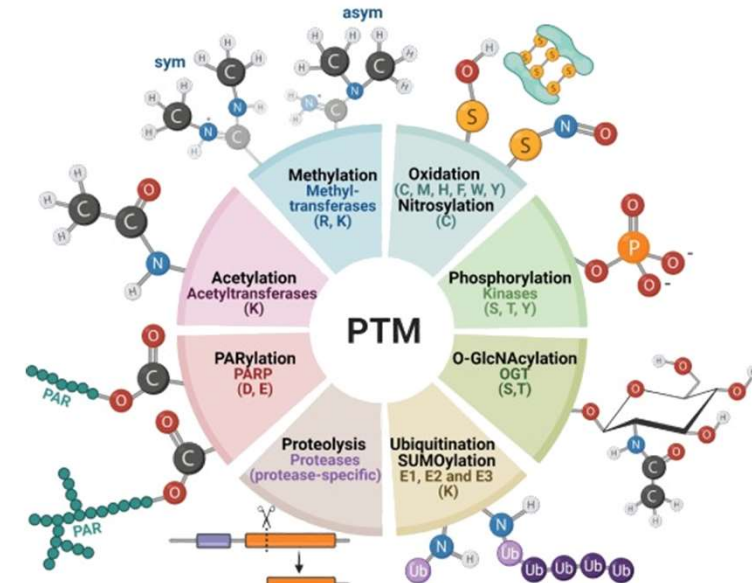 asym
sym
Methylation
Methyl-
transferases
(R, K)
Oxidation
(C, M, H, F, W, Y)
Nitrosylation
(C)
Acetylation
Acetyltransferases
(K)
Phosphorylation
Kinases
(S, T, Y)
PTM
PARylation
PARP
(D, E)
O-GlcNAcylation
OGT
(S,T)
Proteolysis
Proteases
(protease-specific)
Ubiquitination
SUMOylation
E1, E2 and E3
(K)
PAR
PAR
H
H
H
C
H
H
H
C
N
H
N
+
H
C
H
H
H
C
H
H
C
H
H
N
N
+
H
H
C
H
O
S
S
S
S
S
S
S
S
N
O
H
H
H
C
C
O
N
H
O
P
O
O
-
O
-
O
C
O
O
C
O
O
O
H
O
H
O
O
H
H
N
O
C
C
H
H
H
N
H
Ub
N
H
Ub
Ub
Ub
Ub
Ub